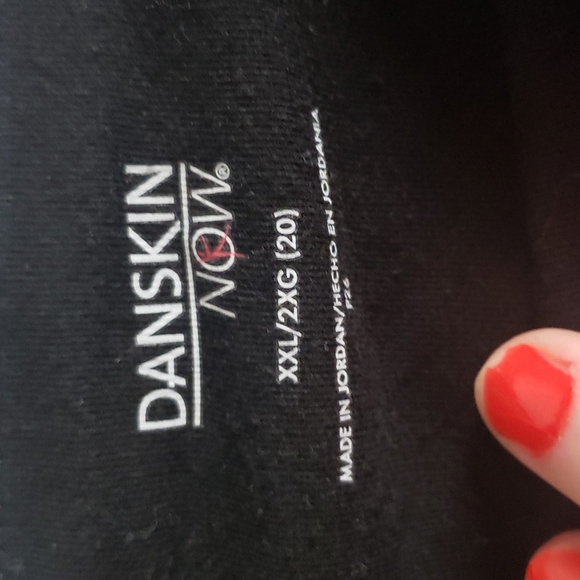 DANSKIN
NOW®
XXL/2XG (20)
MADE IN JORDAN/HECHO EN JORDANIA